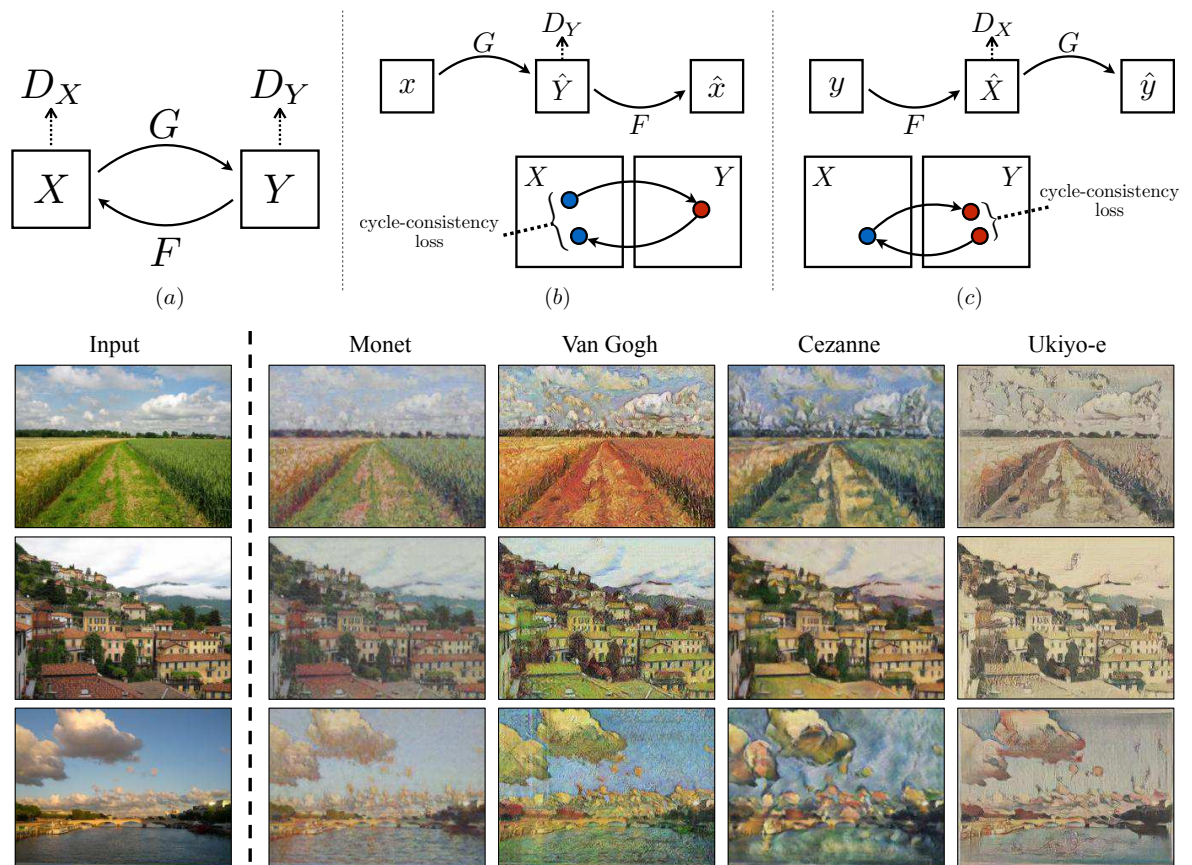 D_X
D_Y
G
X
Y
F
(a)
x
G
D_Y
Ŷ
F
x̂
X
Y
cycle-consistency
loss
(b)
y
F
D_X
X̂
G
ŷ
X
Y
cycle-consistency
loss
(c)
Input
Monet
Van Gogh
Cezanne
Ukiyo-e